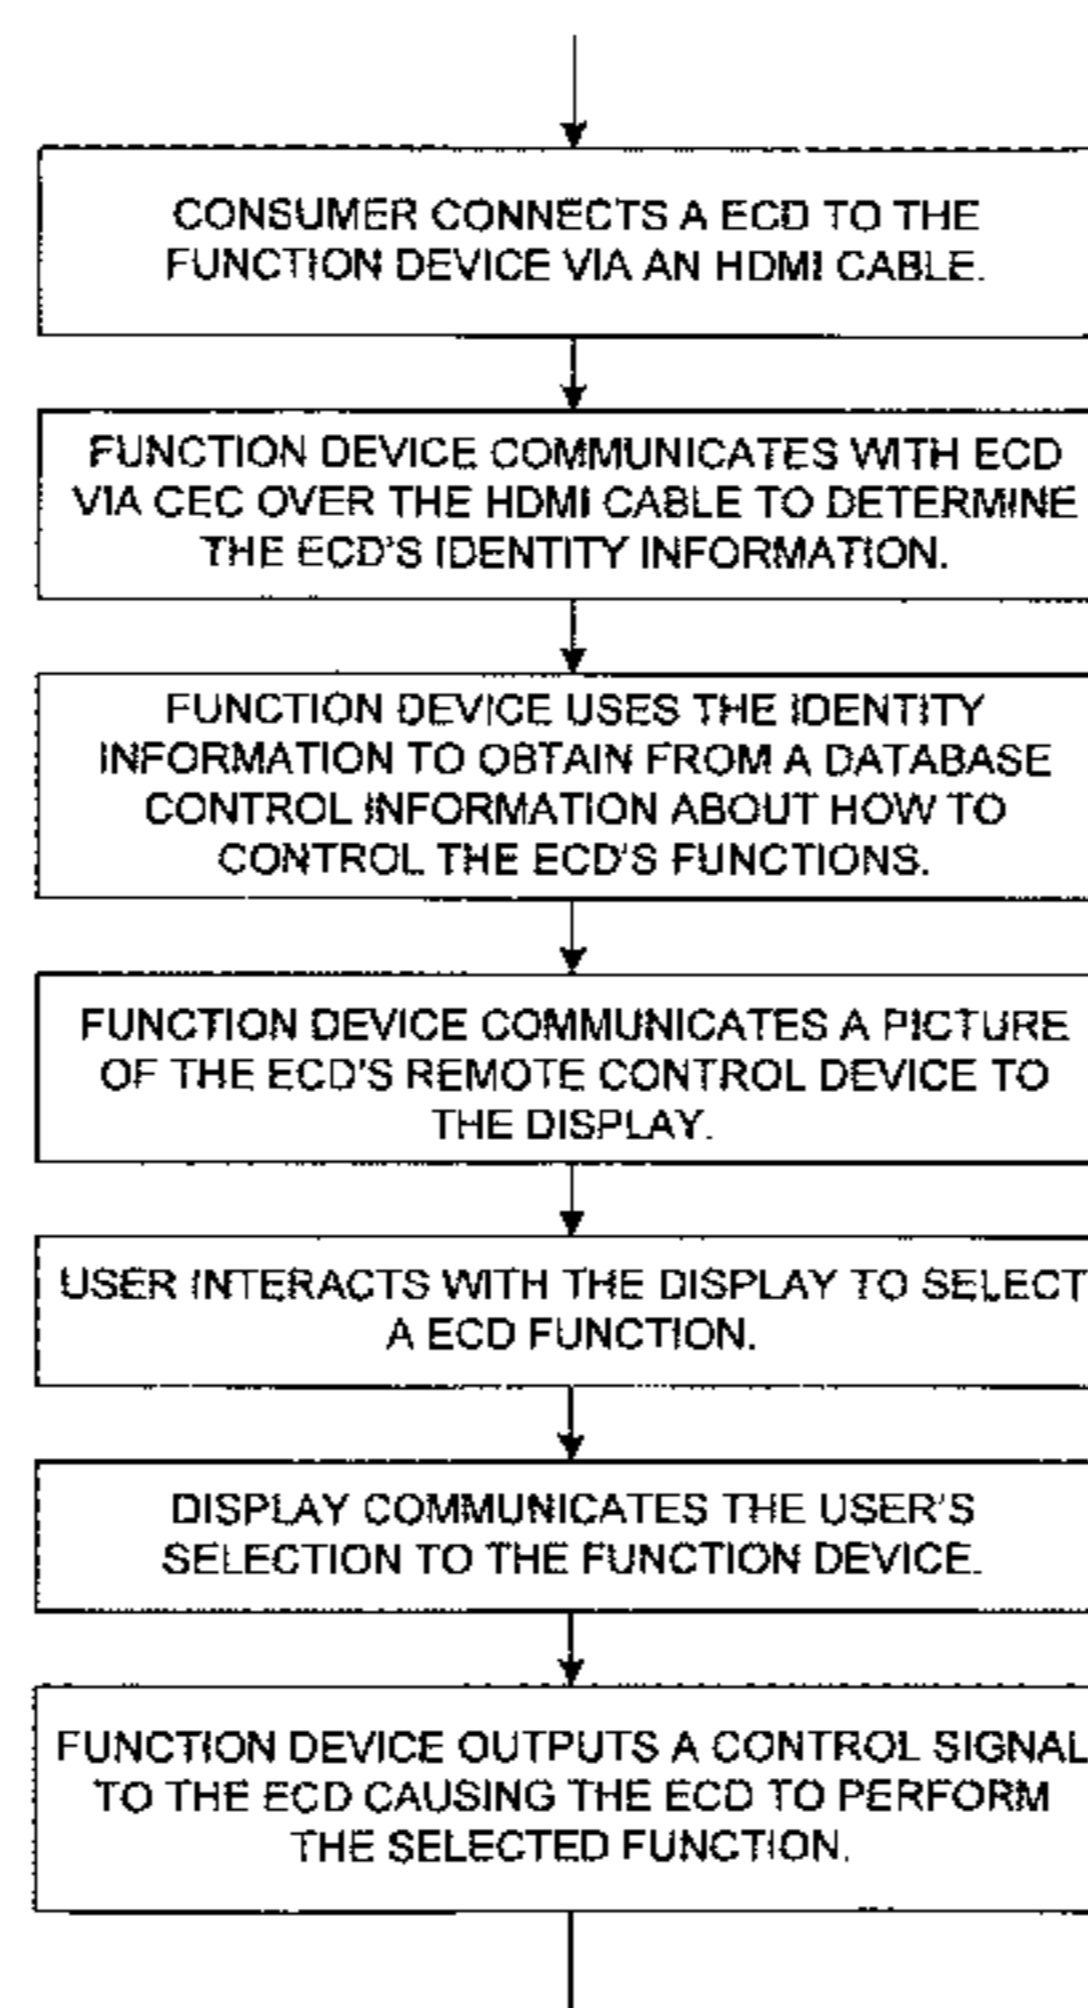 CONSUMER CONNECTS A ECD TO THE
FUNCTION DEVICE VIA AN HDMI CABLE.
FUNCTION DEVICE COMMUNICATES WITH ECD
VIA CEC OVER THE HDMI CABLE TO DETERMINE
THE ECD'S IDENTITY INFORMATION.
FUNCTION DEVICE USES THE IDENTITY
INFORMATION TO OBTAIN FROM A DATABASE
CONTROL INFORMATION ABOUT HOW TO
CONTROL THE ECD'S FUNCTIONS.
FUNCTION DEVICE COMMUNICATES A PICTURE
OF THE ECD'S REMOTE CONTROL DEVICE TO
THE DISPLAY.
USER INTERACTS WITH THE DISPLAY TO SELECT
A ECD FUNCTION.
DISPLAY COMMUNICATES THE USER'S
SELECTION TO THE FUNCTION DEVICE.
FUNCTION DEVICE OUTPUTS A CONTROL SIGNAL
TO THE ECD CAUSING THE ECD TO PERFORM
THE SELECTED FUNCTION.